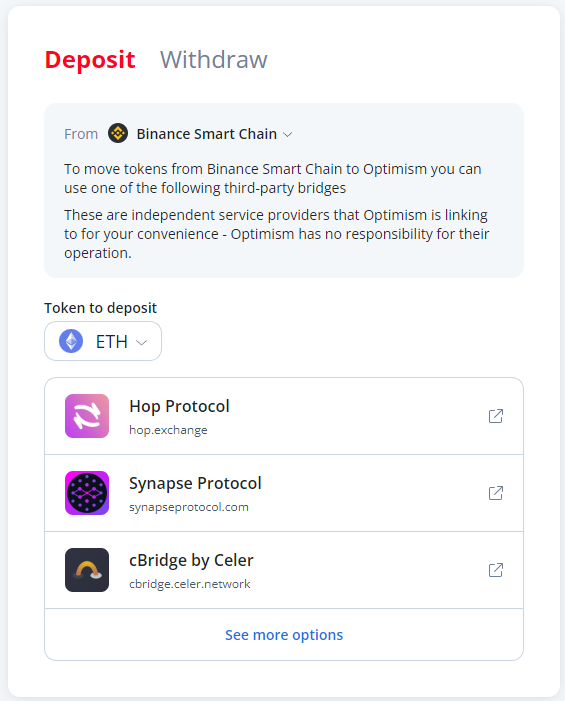 Deposit Withdraw
From Binance Smart Chain
To move tokens from Binance Smart Chain to Optimism you can
use one of the following third-party bridges
These are independent service providers that Optimism is linking
to for your convenience - Optimism has no responsibility for their
operation.
Token to deposit
ETH
Hop Protocol
hop.exchange
Synapse Protocol
synapseprotocol.com
cBridge by Celer
cbridge.celer.network
See more options